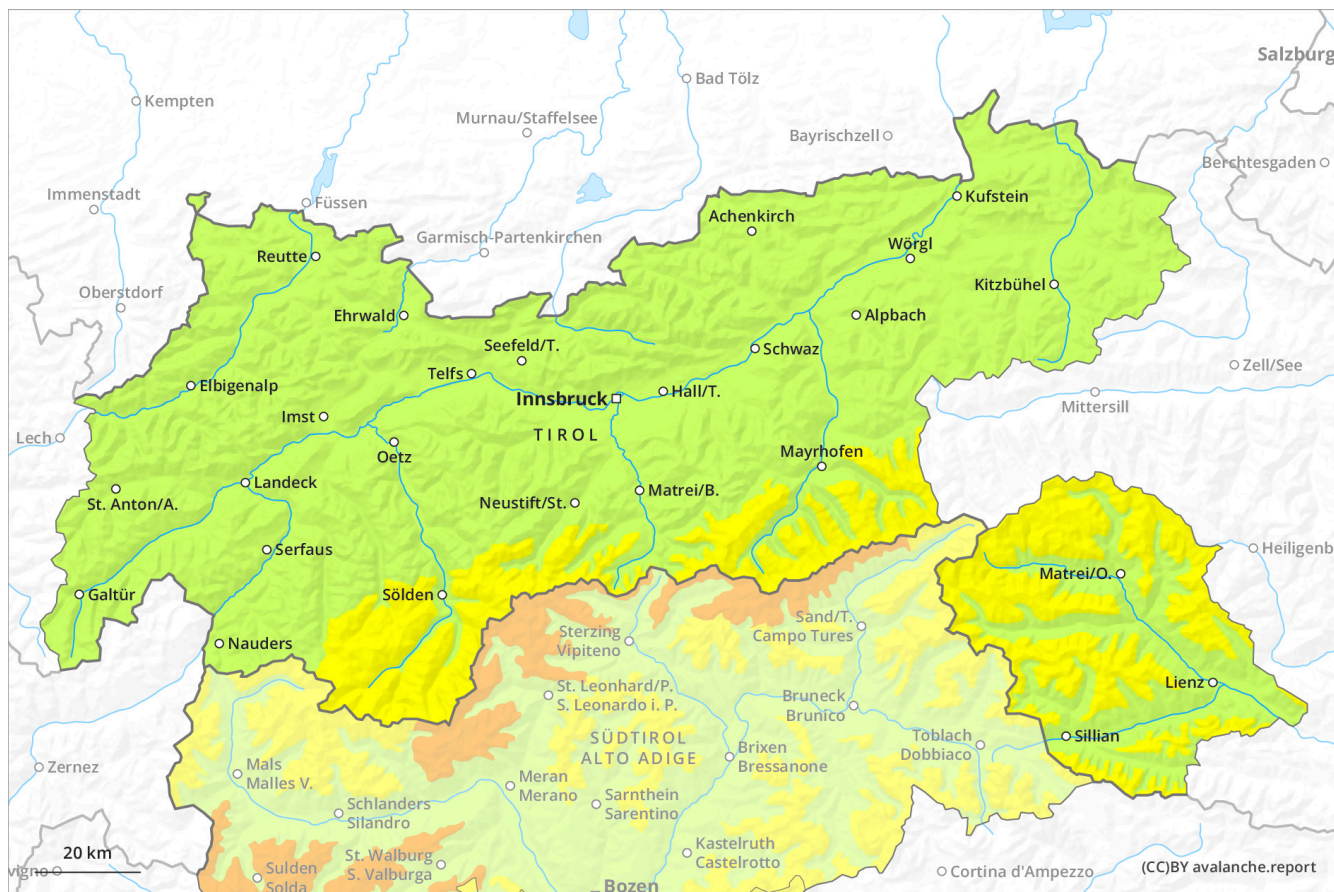 Salzburg
Bad Tölz
Kempten
Murnau/Staffelsee
Bayrischzell
Berchtesgaden
Immenstadt
Füssen
Achenkirch
Kufstein
Garmisch-Partenkirchen
Wörgl
Reutte
Oberstdorf
Kitzbühel
Ehrwald
Alpbach
Seefeld/T.
Schwaz
Zell/See
Telfs
Elbigenalp
Hall/T.
Innsbruck
Mittersill
Imst
TIROL
Lech
Oetz
Mayrhofen
Landeck
Matrei/B.
St. Anton/A.
Neustift/St.
Serfaus
Heiligenb
Matrei/O.
Galtür
Sölden
Sand/T.
Campo Tures
Sterzing
Vipiteno
Nauders
Lienz
St. Leonhard/P.
S. Leonardo i. P.
Bruneck
Brunico
SÜDTIROL
ALTO ADIGE
Toblach
Dobbiaco
Sillian
Brixen
Bressanone
Zernez
Mals
Malles V.
Meran
Merano
Schlanders
Silandro
Sarnthein
Sarentino
20 km
vigno
St. Walburg
S. Valburga
Kastelruth
Castelrotto
Sulden
Solda
Bozen
Cortina d'Ampezzo
(CC)BY avalanche.report